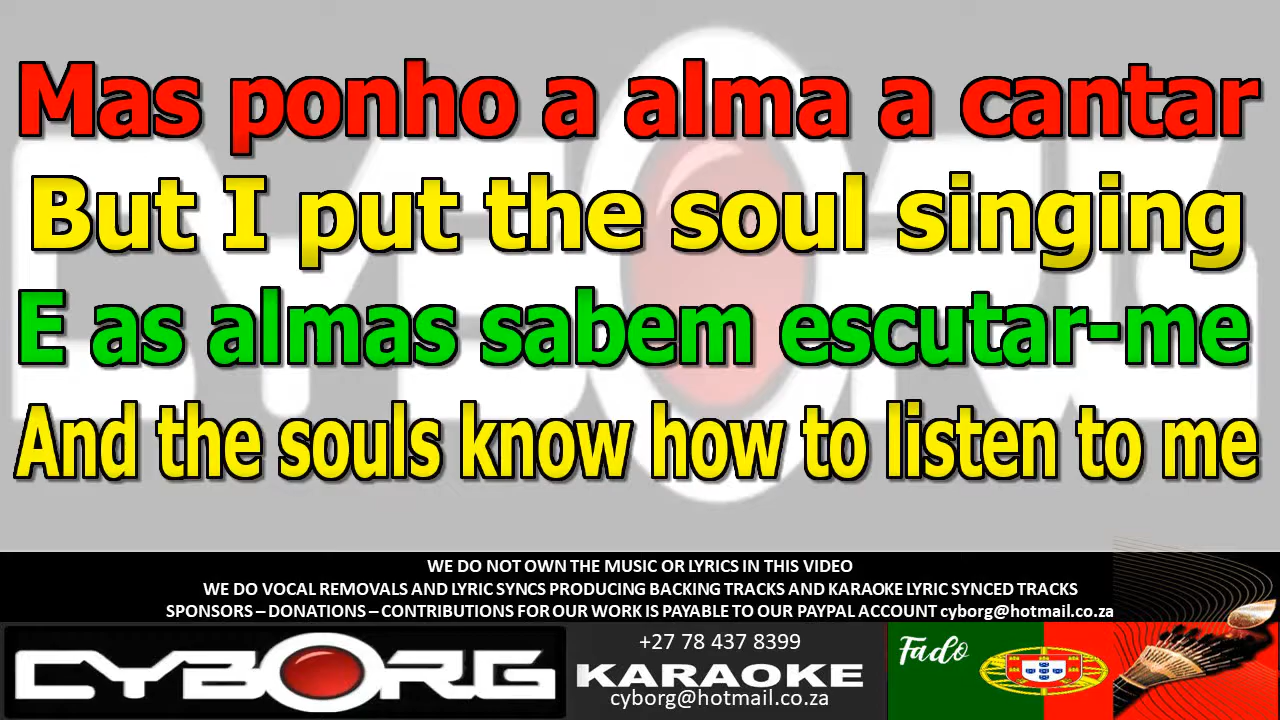 Mas ponho a alma a cantar
But I put the soul singing
E as almas sabem escutar-me
And the souls know how to listen to me
WE DO NOT OWN THE MUSIC OR LYRICS IN THIS VIDEO
WE DO VOCAL REMOVALS AND LYRIC SYNCS PRODUCING BACKING TRACKS AND KARAOKE LYRIC SYNCED TRACKS
SPONSORS – DONATIONS – CONTRIBUTIONS FOR OUR WORK IS PAYABLE TO OUR PAYPAL ACCOUNT cyborg@hotmail.co.za
CYBORG
+27 78 437 8399
KARAOKE
cyborg@hotmail.co.za
Fado